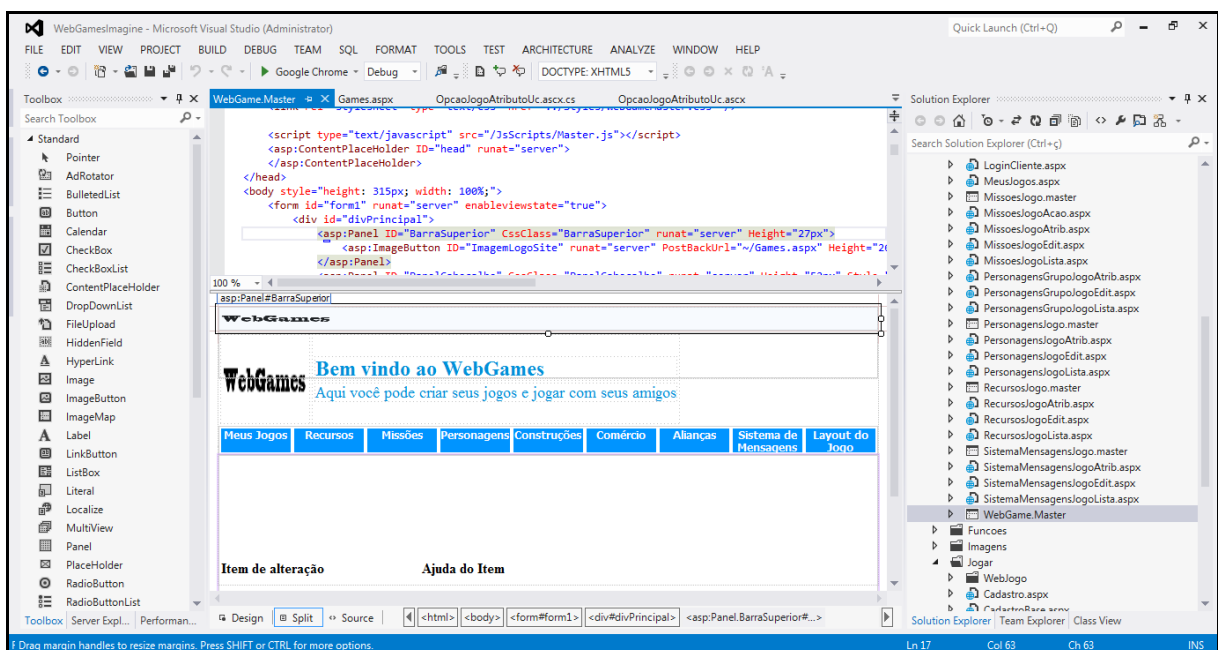 WebGamesImagine - Microsoft Visual Studio (Administrator)
Quick Launch (Ctrl+Q)
FILE EDIT VIEW PROJECT BUILD DEBUG TEAM SQL FORMAT TOOLS TEST ARCHITECTURE ANALYZE WINDOW HELP
Google Chrome Debug DOCTYPE: XHTML5
Toolbox
Search Toolbox
Standard
Pointer
AdRotator
BulletedList
Button
Calendar
CheckBox
CheckBoxList
ContentPlaceHolder
DropDownList
FileUpload
HiddenField
HyperLink
Image
ImageButton
ImageMap
Label
LinkButton
ListBox
Literal
Localize
MultiView
Panel
PlaceHolder
RadioButton
RadioButtonList
Toolbox Server Expl... Performan...
WebGame.Master Games.aspx OpcaoJogoAtributoUc.ascx.cs OpcaoJogoAtributoUc.ascx
<script type="text/javascript" src="/JsScripts/Master.js"></script>
<asp:ContentPlaceHolder ID="head" runat="server">
</asp:ContentPlaceHolder>
</head>
<body style="height: 315px; width: 100%;">
<form id="form1" runat="server" enableviewstate="true">
<div id="divPrincipal">
<asp:Panel ID="BarraSuperior" CssClass="BarraSuperior" runat="server" Height="27px">
<asp:ImageButton ID="ImagemLogoSite" runat="server" PostBackUrl="~/Games.aspx" Height="20
</asp:Panel>
100 %
asp:Panel#BarraSuperior
WebGames
WebGames
Bem vindo ao WebGames
Aqui você pode criar seus jogos e jogar com seus amigos
Meus Jogos Recursos Missões Personagens Construções Comércio Alianças Sistema de Mensagens Layout do Jogo
Item de alteração Ajuda do Item
Design Split Source <html> <body> <form#form1> <div#divPrincipal> <asp:Panel.BarraSuperior#...>
Solution Explorer
Search Solution Explorer (Ctrl+ç)
LoginCliente.aspx
MeusJogos.aspx
MissoesJogo.master
MissoesJogoAcao.aspx
MissoesJogoAtrib.aspx
MissoesJogoEdit.aspx
MissoesJogoLista.aspx
PersonagensGrupoJogoAtrib.aspx
PersonagensGrupoJogoEdit.aspx
PersonagensGrupoJogoLista.aspx
PersonagensJogo.master
PersonagensJogoAtrib.aspx
PersonagensJogoEdit.aspx
PersonagensJogoLista.aspx
RecursosJogo.master
RecursosJogoAtrib.aspx
RecursosJogoEdit.aspx
RecursosJogoLista.aspx
SistemaMensagensJogo.master
SistemaMensagensJogoAtrib.aspx
SistemaMensagensJogoEdit.aspx
SistemaMensagensJogoLista.aspx
WebGame.Master
Funcoes
Imagens
Jogar
WebJogo
Cadastro.aspx
CadastroBase.aspx
Solution Explorer Team Explorer Class View
Drag margin handles to resize margins. Press SHIFT or CTRL for more options.
Ln 17 Col 63 Ch 63 INS